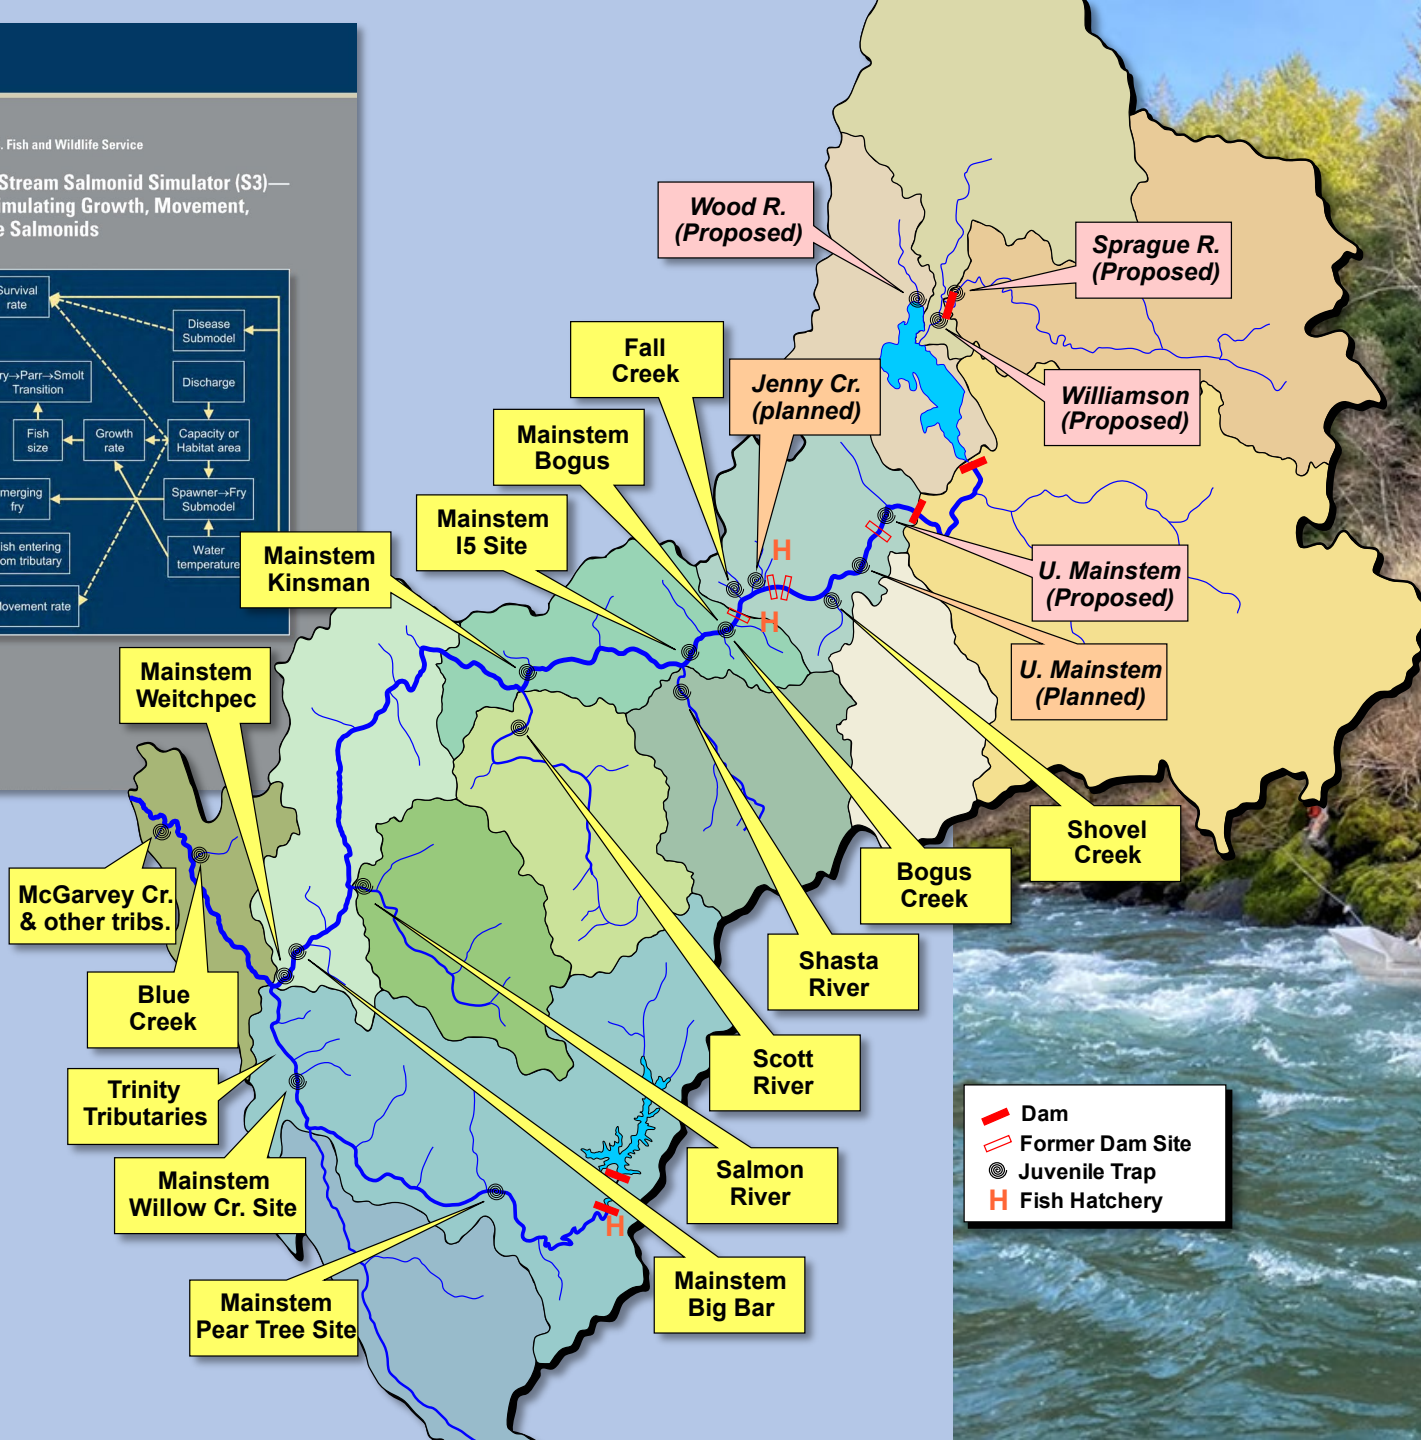 . Fish and Wildlife Service
Stream Salmonid Simulator (S3)—
imulating Growth, Movement,
e Salmonids
Survival
rate
Disease
Submodel
ry→Parr→Smolt
Transition
Discharge
Fish
size
Growth
rate
Capacity or
Habitat area
merging
fry
Spawner→Fry
Submodel
ish entering
om tributary
Water
temperature
Movement rate
Wood R.
(Proposed)
Sprague R.
(Proposed)
Fall
Creek
Jenny Cr.
(planned)
Williamson
(Proposed)
Mainstem
Bogus
Mainstem
I5 Site
Mainstem
Kinsman
U. Mainstem
(Proposed)
U. Mainstem
(Planned)
H
H
Mainstem
Weitchpec
Shovel
Creek
Bogus
Creek
McGarvey Cr.
& other tribs.
Shasta
River
Blue
Creek
Scott
River
Trinity
Tributaries
Salmon
River
Mainstem
Willow Cr. Site
H
Mainstem
Big Bar
Mainstem
Pear Tree Site
Dam
Former Dam Site
Juvenile Trap
H Fish Hatchery